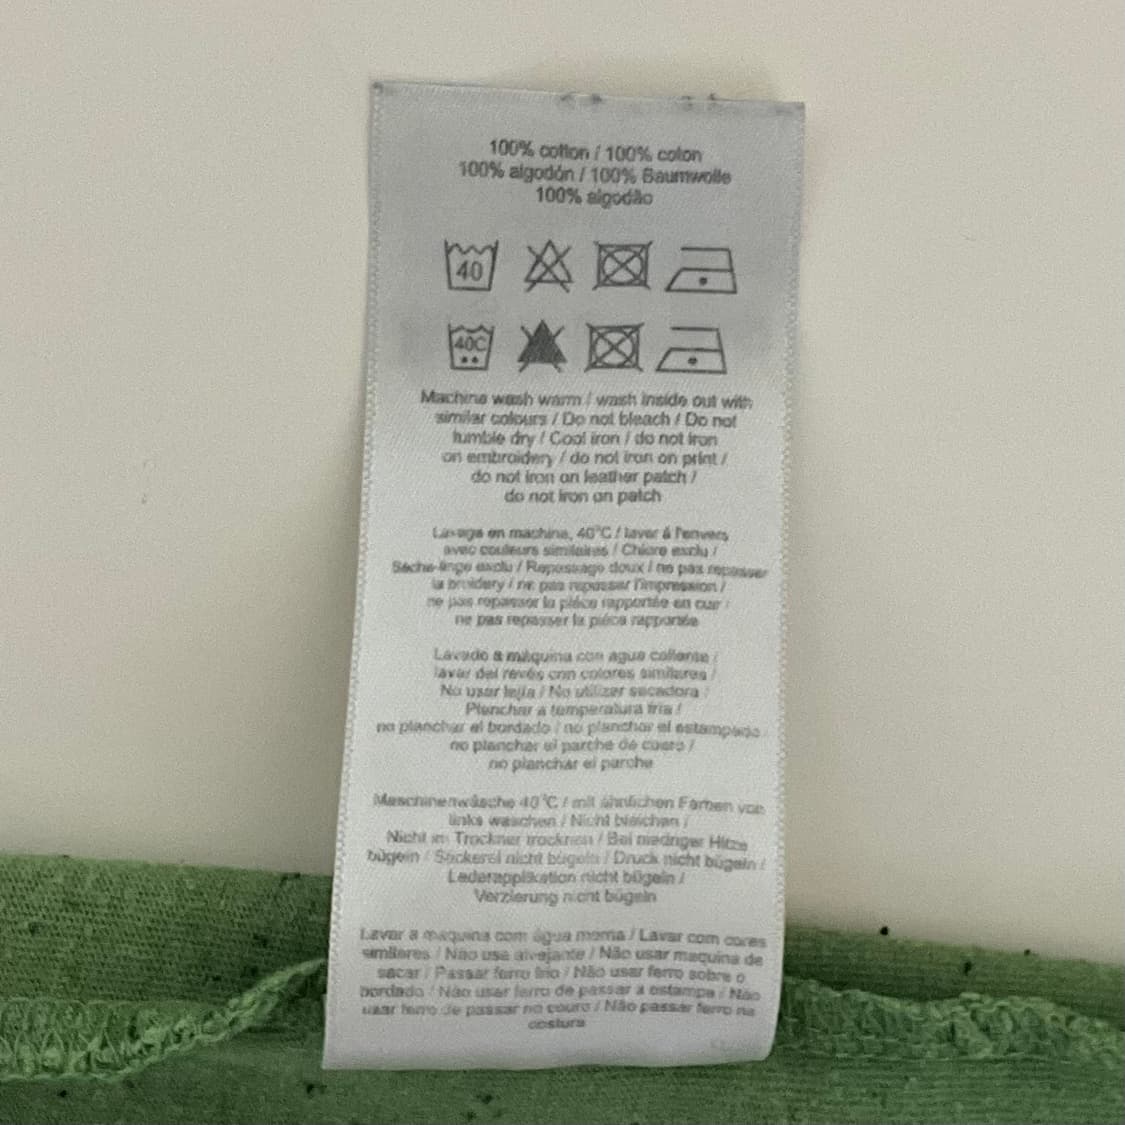 100% cotton / 100% coton
100% algodón / 100% Baumwolle
100% algodão
40
40C
Machine wash warm / wash inside out with
similar colours / Do not bleach / Do not
tumble dry / Cool iron / do not iron
on embroidery / do not iron on print /
do not iron on leather patch /
do not iron on patch
Lavage en machine, 40°C / laver á l'envers
avec couleurs similaires / Chlore exclu /
Sèche-linge exclu / Repassage doux / ne pas repasser
la broidery / ne pas repasser l'impression /
ne pas repasser la pièce rapportée en cuir /
ne pas repasser la pièce rapportée
Lavado a máquina con agua caliente /
lavar del revés con colores similares /
No usar lejía / No utilizar secadora /
Planchar a temperatura fria /
no planchar el bordado / no planchar el estampado
no planchar el parche de cuero /
no planchar el parche
Maschinenwäsche 40°C / mit ähnlichen Farben von
links waschen / Nicht bleichen /
Nicht im Trockner trocknen / Bei niedriger Hitze
bügeln / Stickerei nicht bügeln / Druck nicht bügeln /
Lederapplikation nicht bügeln /
Verzierung nicht bügeln
Lavar a maquina com água morna / Lavar com cores
similares / Não use alvejante / Não usar maquina de
secar / Passar ferro frio / Não usar ferro sobre o
bordado / Não usar ferro de passar a estampa / Não
usar ferro de passar no couro / Não passar ferro na
costura